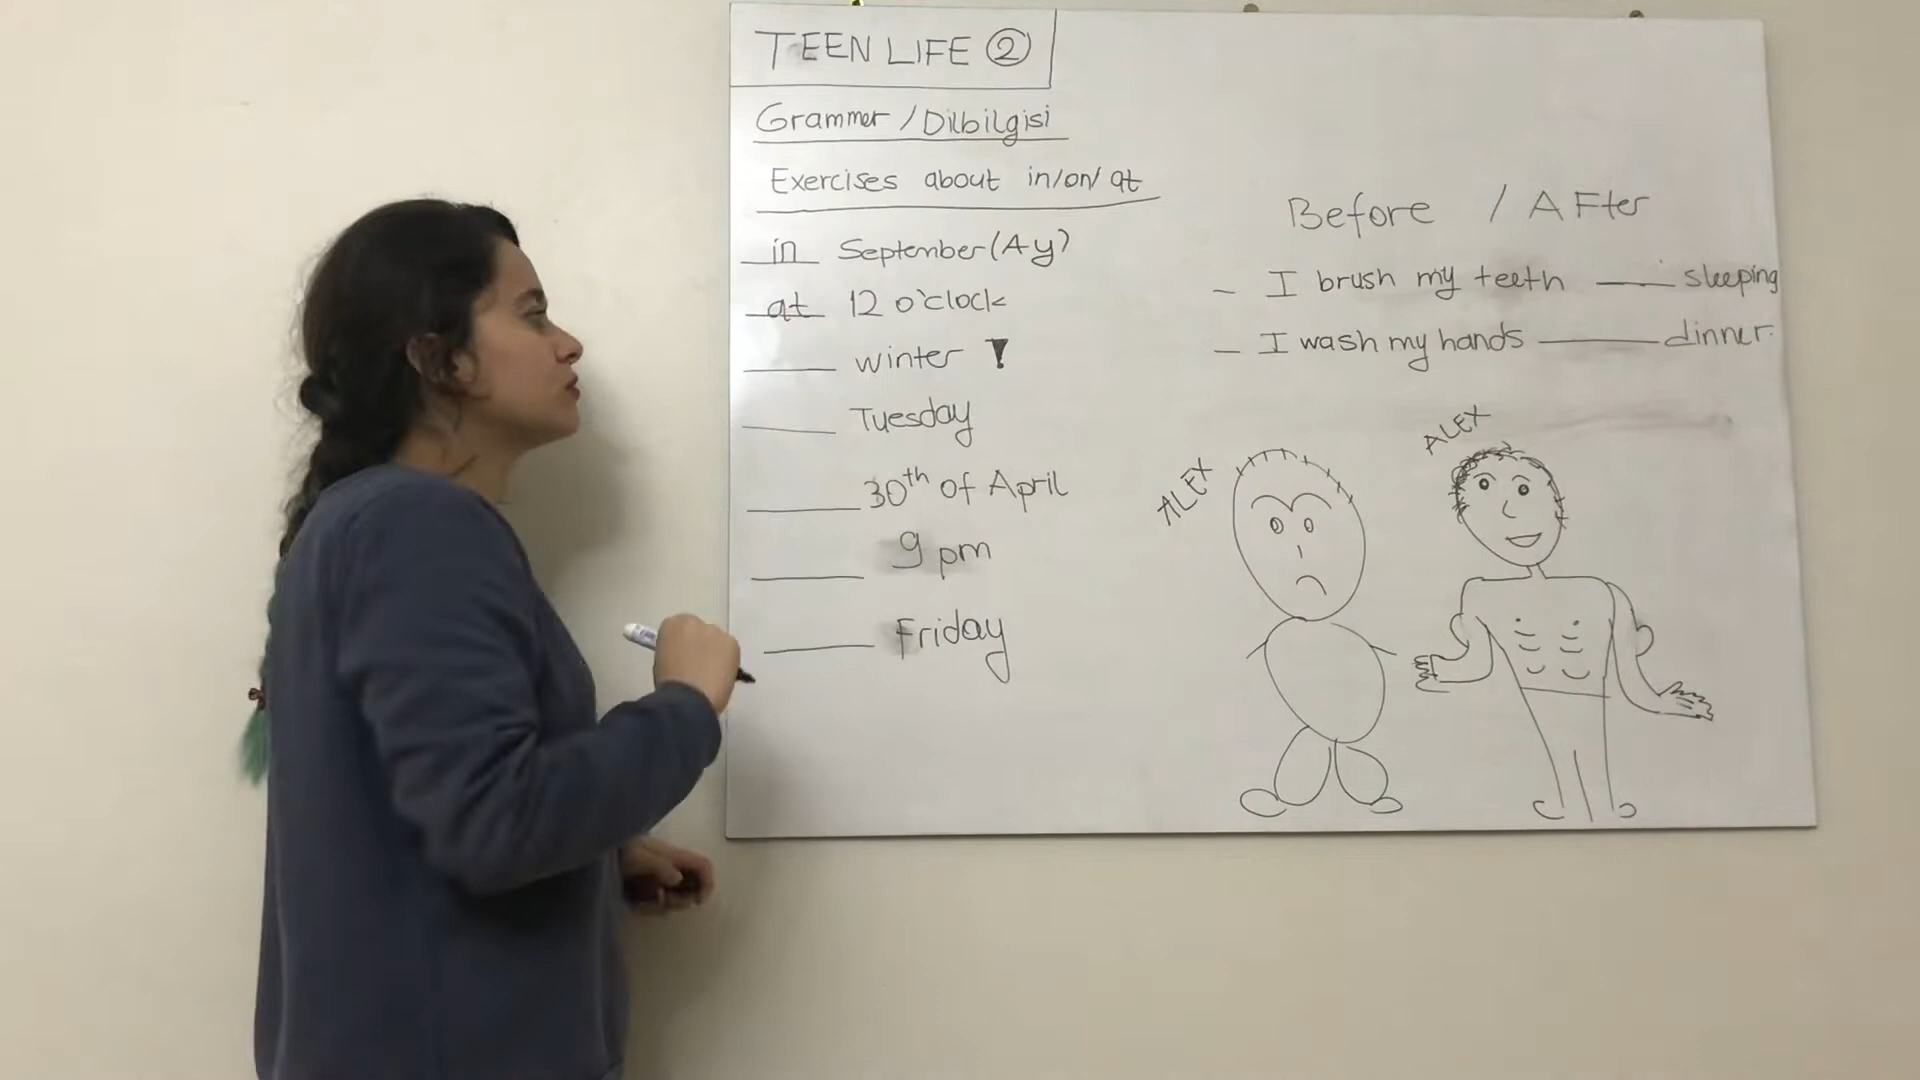 TEEN LIFE ②
Grammer / Dilbilgisi
Exercises about in/on/at
in September (Ay)
at 12 o'clock
____ winter !
____ Tuesday
____ 30th of April
____ 9 pm
____ Friday
Before / AFter
- I brush my teeth ____ sleeping
- I wash my hands ____ dinner.
ALEX
ALEX